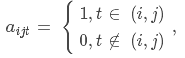 a_{ijt} = { 1, t ∈ (i, j)
0, t ∉ (i, j) ,